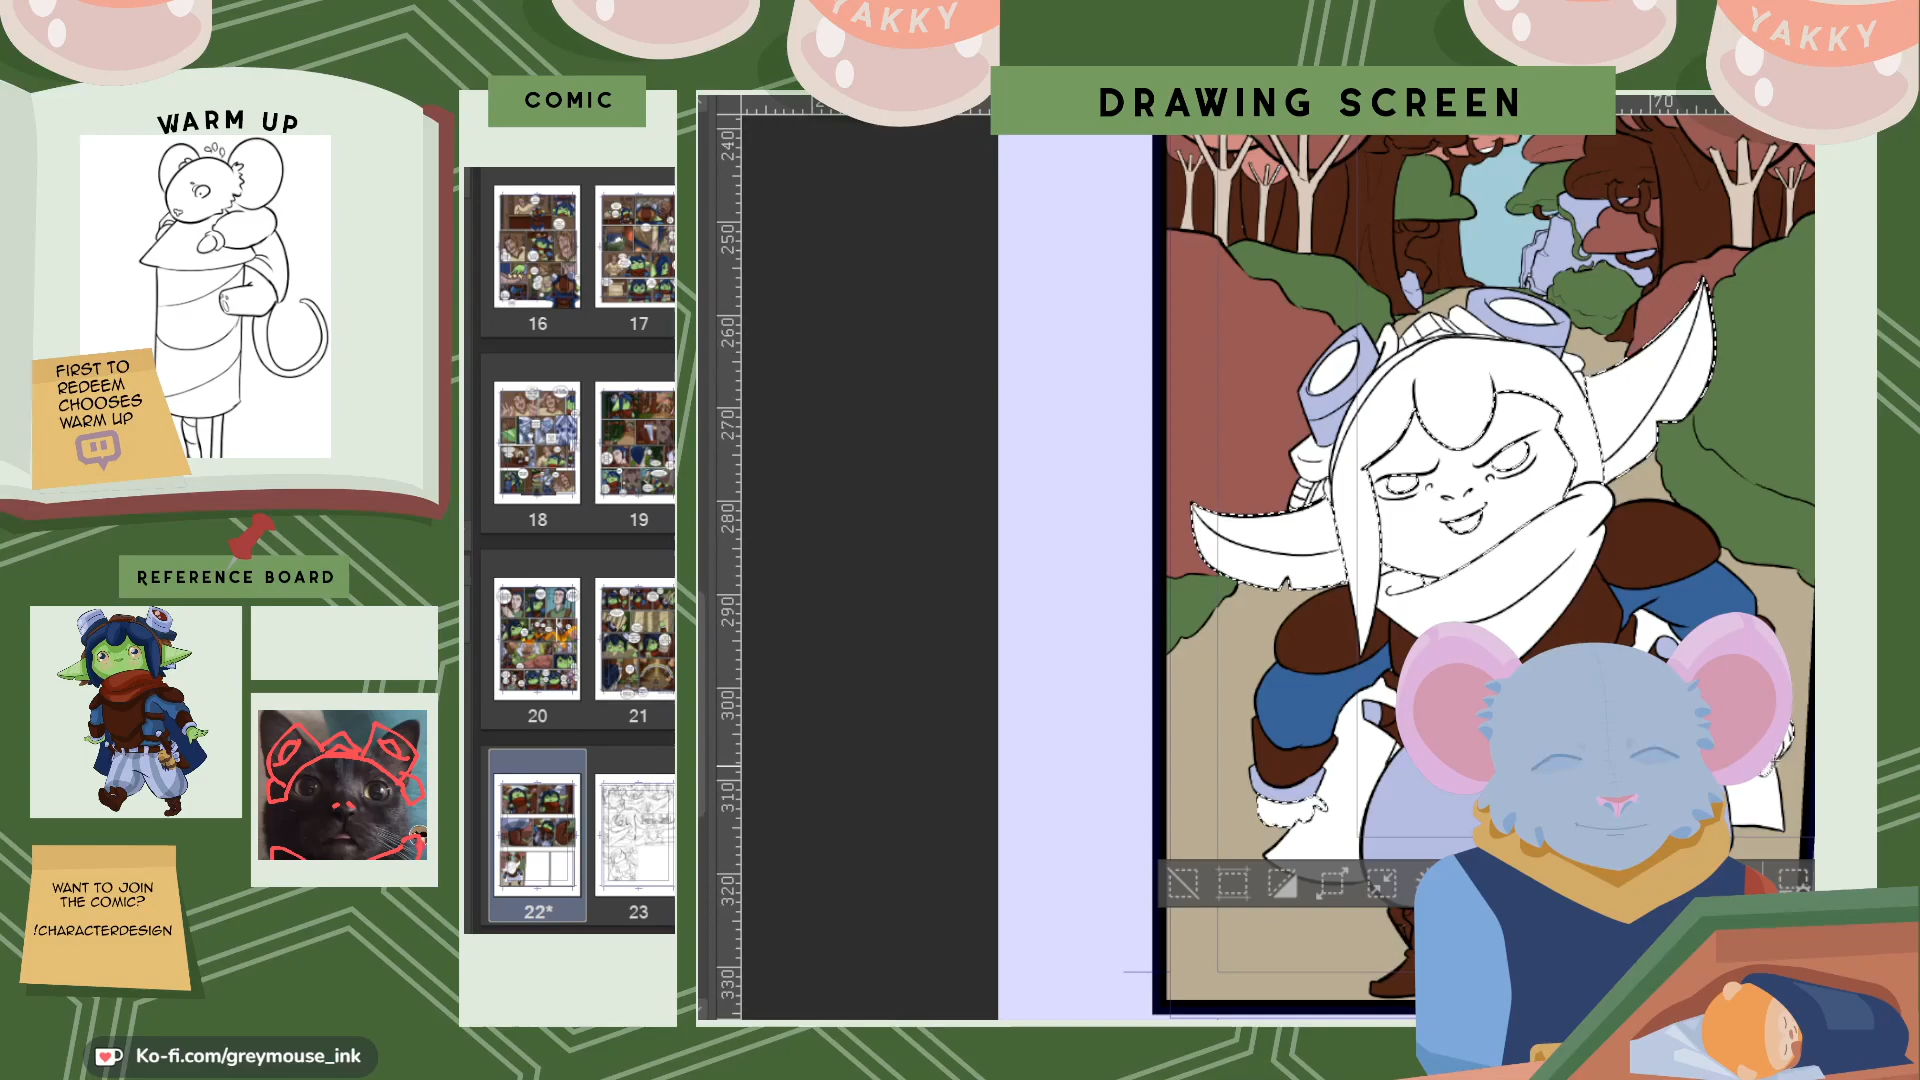 YAKKY
YAKKY
WARM UP
COMIC
DRAWING SCREEN
FIRST TO
REDEEM
CHOOSES
WARM UP
16
17
18
19
20
21
22*
23
REFERENCE BOARD
WANT TO JOIN
THE COMIC?
!CHARACTERDESIGN
Ko-fi.com/greymouse_ink
70
240
250
260
270
280
290
300
310
320
330